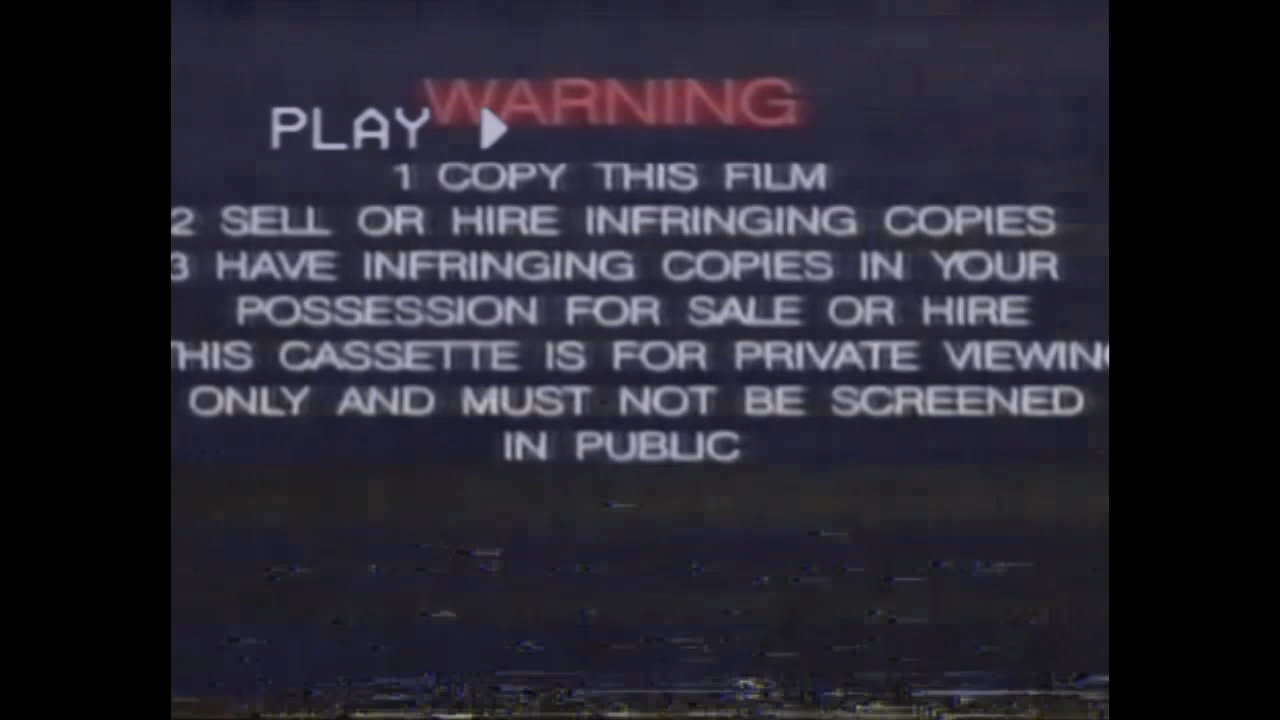 WARNING
PLAY
1 COPY THIS FILM
2 SELL OR HIRE INFRINGING COPIES
3 HAVE INFRINGING COPIES IN YOUR
POSSESSION FOR SALE OR HIRE
THIS CASSETTE IS FOR PRIVATE VIEWING
ONLY AND MUST NOT BE SCREENED
IN PUBLIC